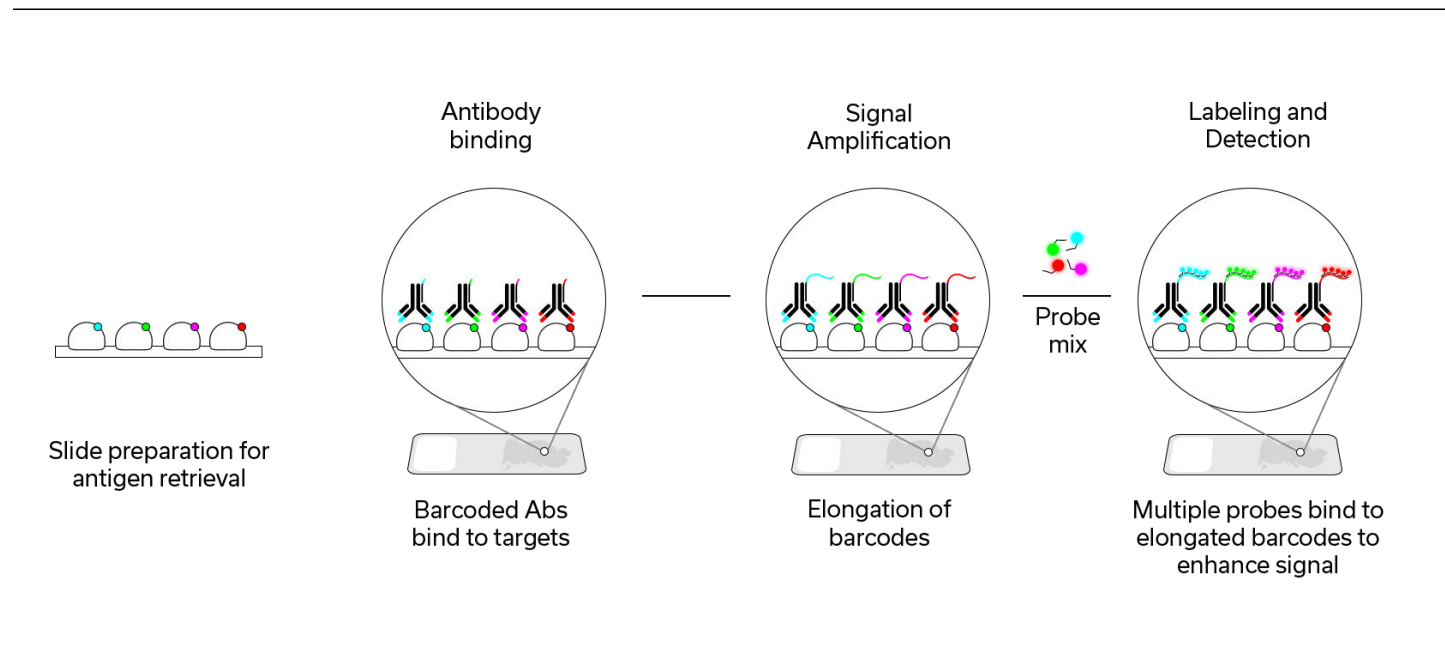 Slide preparation for
antigen retrieval
Antibody
binding
Barcoded Abs
bind to targets
Signal
Amplification
Elongation of
barcodes
Probe
mix
Labeling and
Detection
Multiple probes bind to
elongated barcodes to
enhance signal